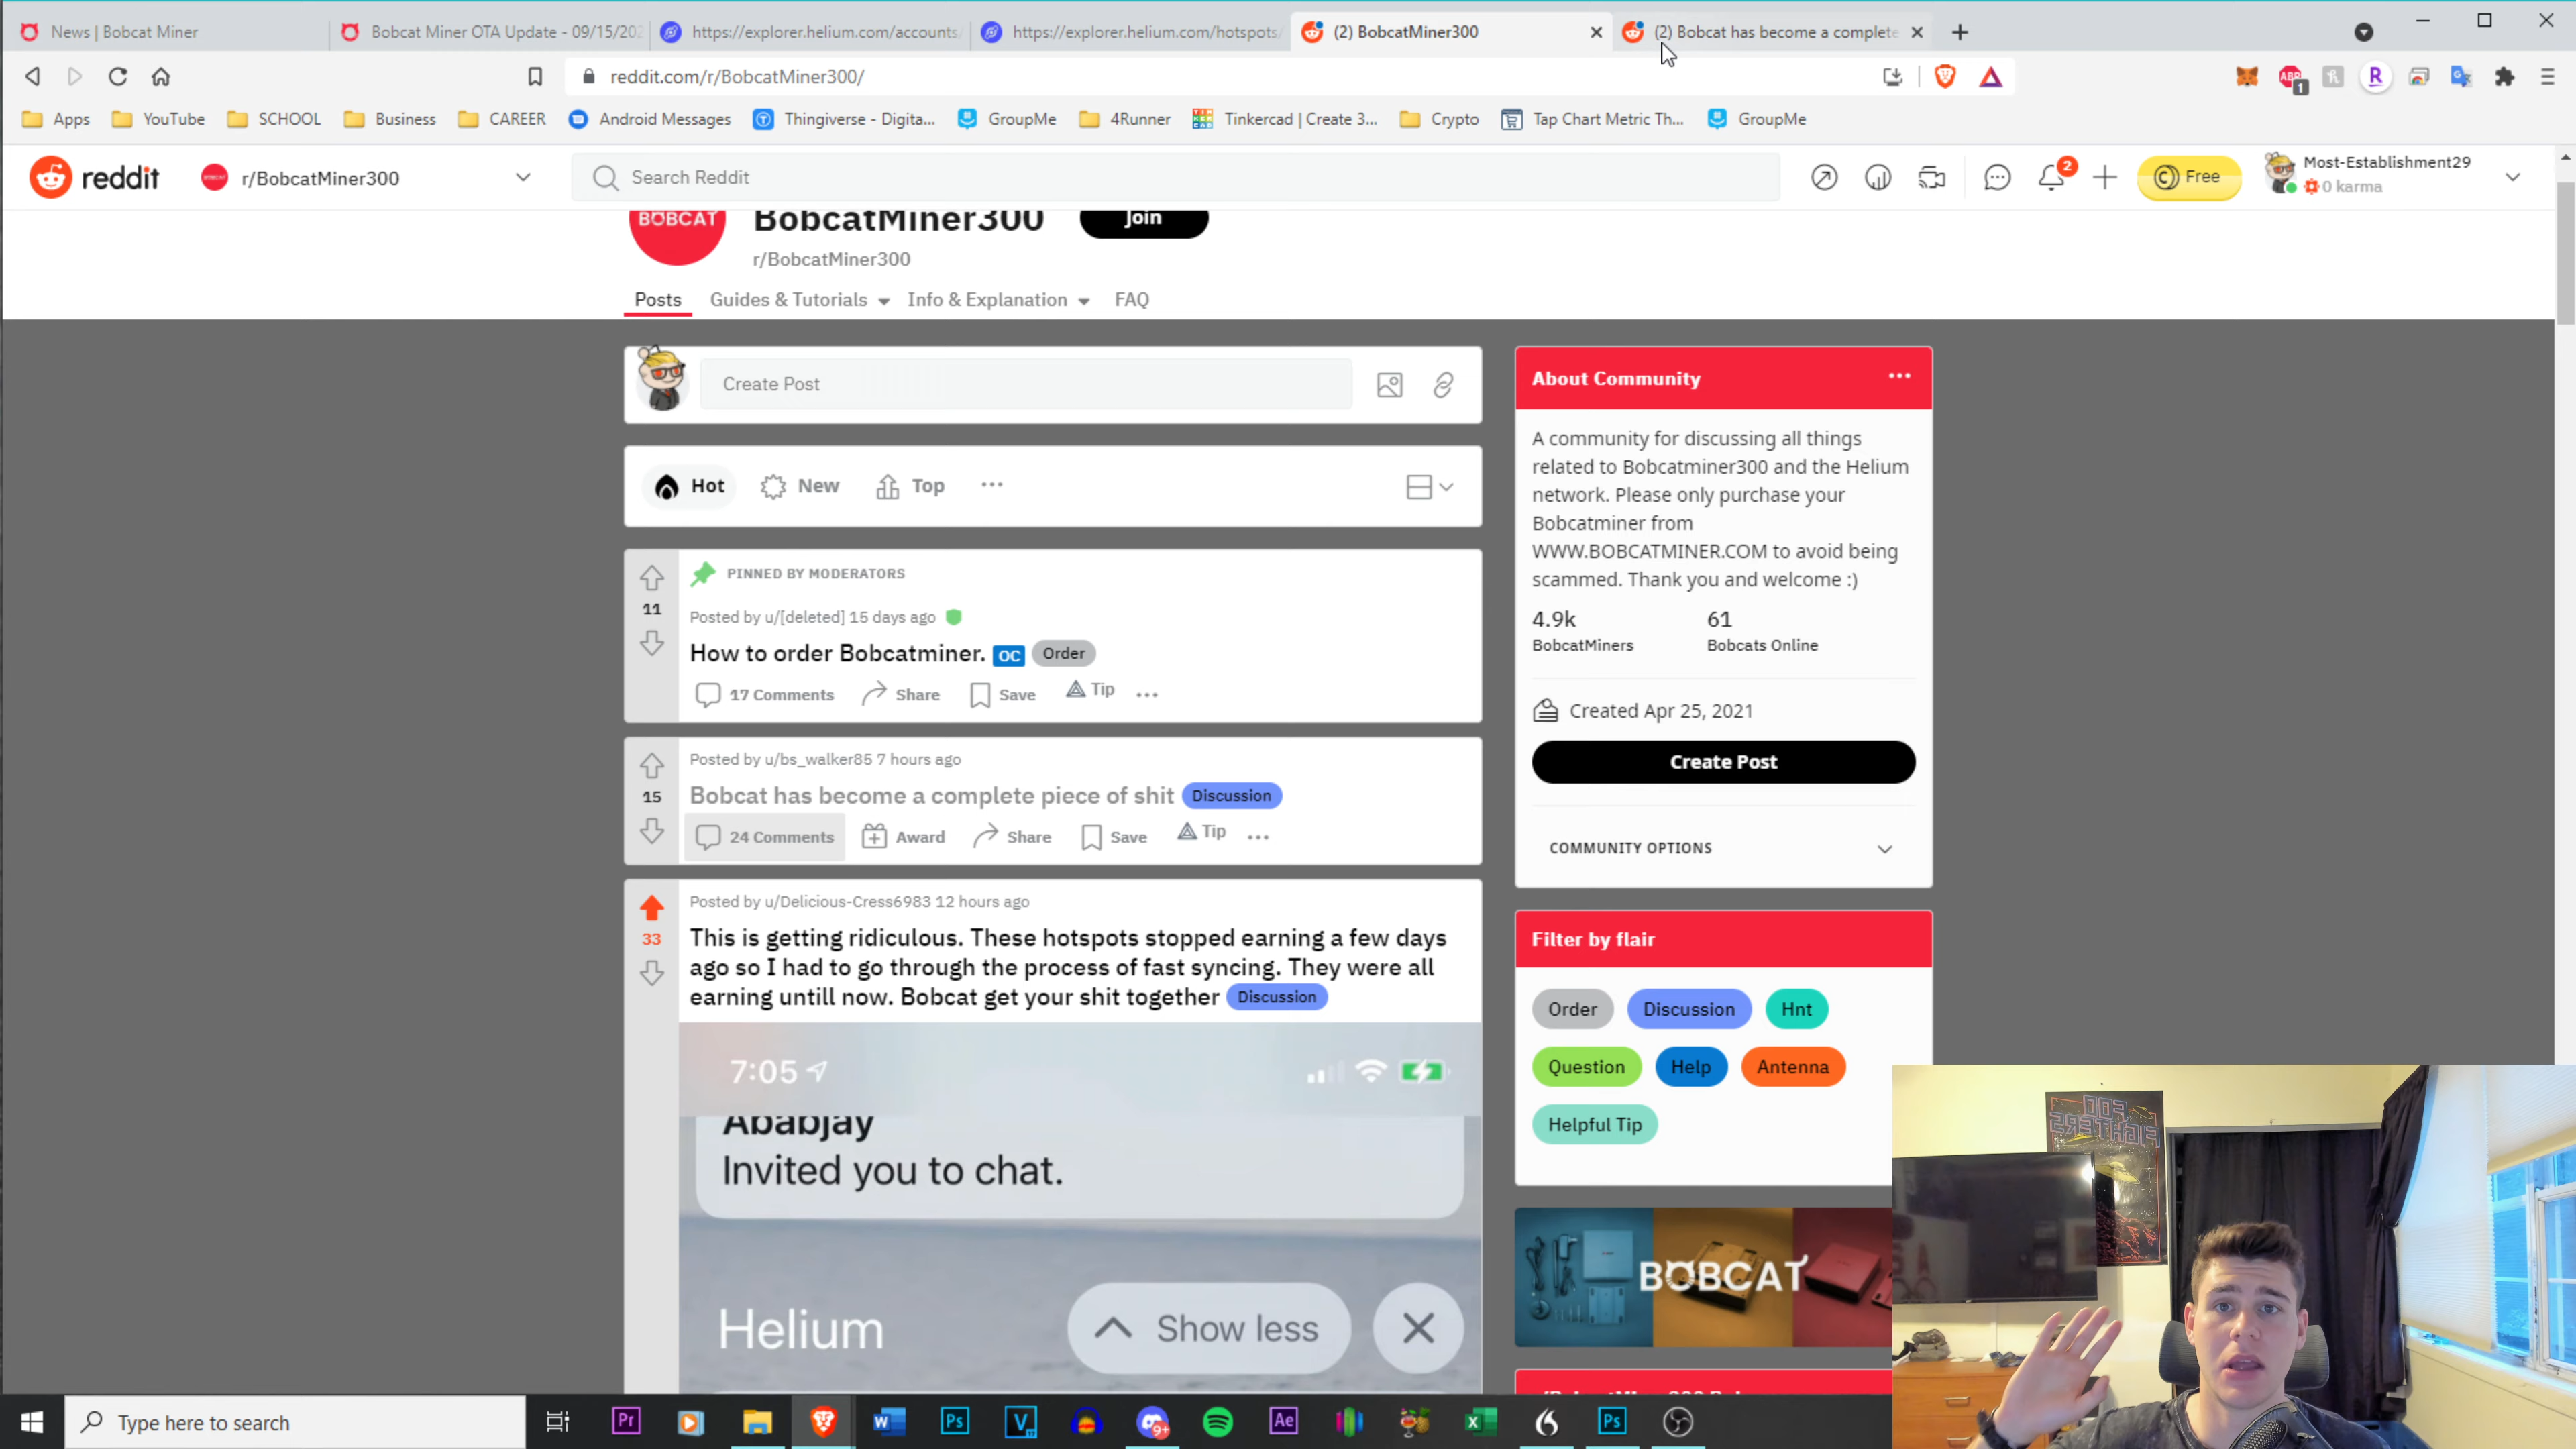 News | Bobcat Miner
Bobcat Miner OTA Update - 09/15/202
https://explorer.helium.com/accounts/
https://explorer.helium.com/hotspots/
(2) BobcatMiner300
(2) Bobcat has become a complete
reddit.com/r/BobcatMiner300/
ABP
1
R
Apps
YouTube
SCHOOL
Business
CAREER
Android Messages
Thingiverse - Digita...
GroupMe
4Runner
Tinkercad | Create 3...
Crypto
Tap Chart Metric Th...
GroupMe
reddit
r/BobcatMiner300
Search Reddit
2
Free
Most-Establishment29
0 karma
BOBCAT
BobcatMiner300
Join
r/BobcatMiner300
Posts
Guides & Tutorials
Info & Explanation
FAQ
Create Post
Hot
New
Top
11
PINNED BY MODERATORS
Posted by u/[deleted] 15 days ago
How to order Bobcatminer. OC Order
17 Comments
Share
Save
Tip
15
Posted by u/bs_walker85 7 hours ago
Bobcat has become a complete piece of shit Discussion
24 Comments
Award
Share
Save
Tip
33
Posted by u/Delicious-Cress6983 12 hours ago
This is getting ridiculous. These hotspots stopped earning a few days
ago so I had to go through the process of fast syncing. They were all
earning untill now. Bobcat get your shit together Discussion
7:05
Ababjay
Invited you to chat.
Helium
Show less
About Community
A community for discussing all things
related to Bobcatminer300 and the Helium
network. Please only purchase your
Bobcatminer from
WWW.BOBCATMINER.COM to avoid being
scammed. Thank you and welcome :)
4.9k
BobcatMiners
61
Bobcats Online
Created Apr 25, 2021
Create Post
COMMUNITY OPTIONS
Filter by flair
Order
Discussion
Hnt
Question
Help
Antenna
Helpful Tip
BOBCAT
FOO
FIGHTERS
Type here to search
Pr
W
Ps
V
9+
Ae
X
Ps